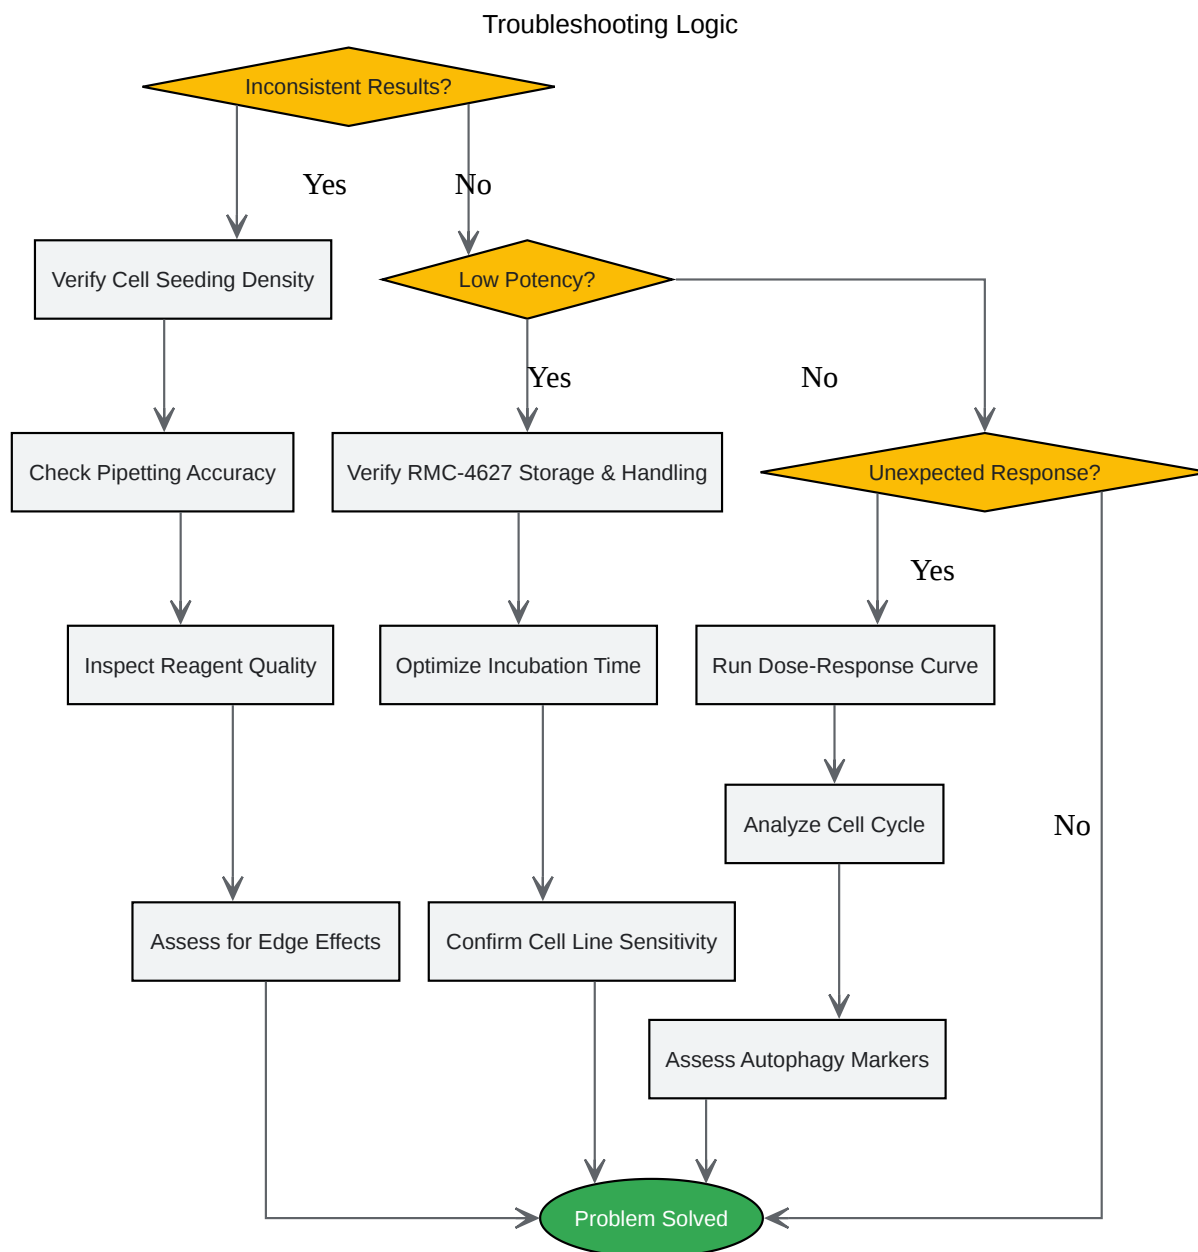 Troubleshooting Logic
Inconsistent Results?
Yes
No
Verify Cell Seeding Density
Low Potency?
Yes
No
Check Pipetting Accuracy
Verify RMC-4627 Storage & Handling
Unexpected Response?
Yes
Inspect Reagent Quality
Optimize Incubation Time
Run Dose-Response Curve
Analyze Cell Cycle
No
Assess for Edge Effects
Confirm Cell Line Sensitivity
Assess Autophagy Markers
Problem Solved